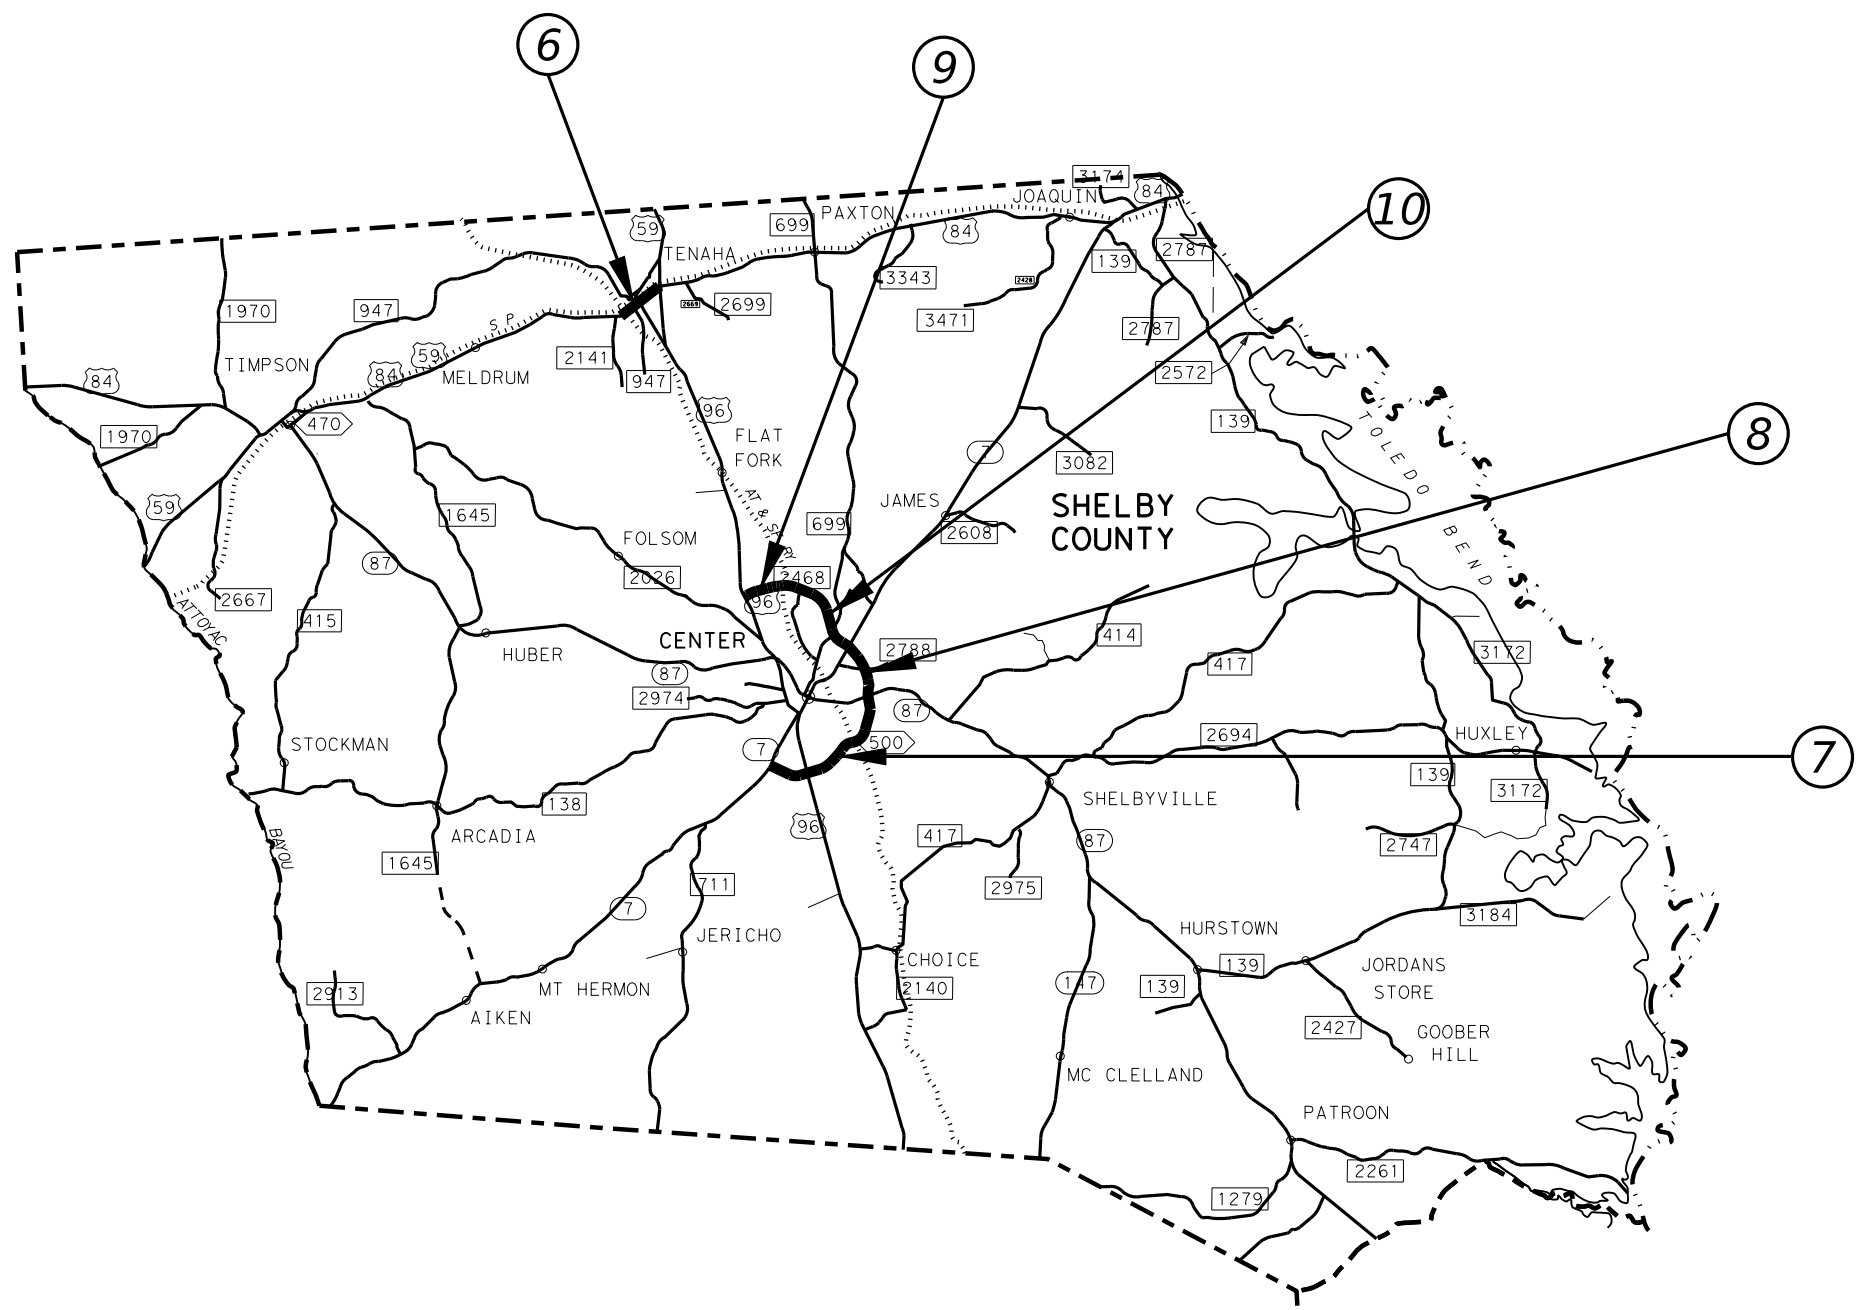 6
9
10
8
7
3174
84
JOAQUIN
699
PAXTON
59
84
TENAHA
139
2787
3343
2428
2669
2699
3471
2787
1970
947
S P
2141
947
59
84
MELDRUM
TIMPSON
84
2572
470
1970
96
139
TOLEDO
FLAT
FORK
7
3082
59
1645
AT & SF RY
JAMES
SHELBY
COUNTY
699
2608
BEND
FOLSOM
87
2026
2468
96
2667
ATTOYAC
415
CENTER
414
HUBER
2788
417
3172
87
2974
87
STOCKMAN
7
500
2694
HUXLEY
139
3172
138
SHELBYVILLE
96
ARCADIA
BAYOU
417
87
2747
1645
711
2975
7
3184
JERICHO
HURSTOWN
CHOICE
139
JORDANS
STORE
147
139
2140
MT HERMON
2913
AIKEN
2427
GOOBER
HILL
MC CLELLAND
PATROON
2261
1279